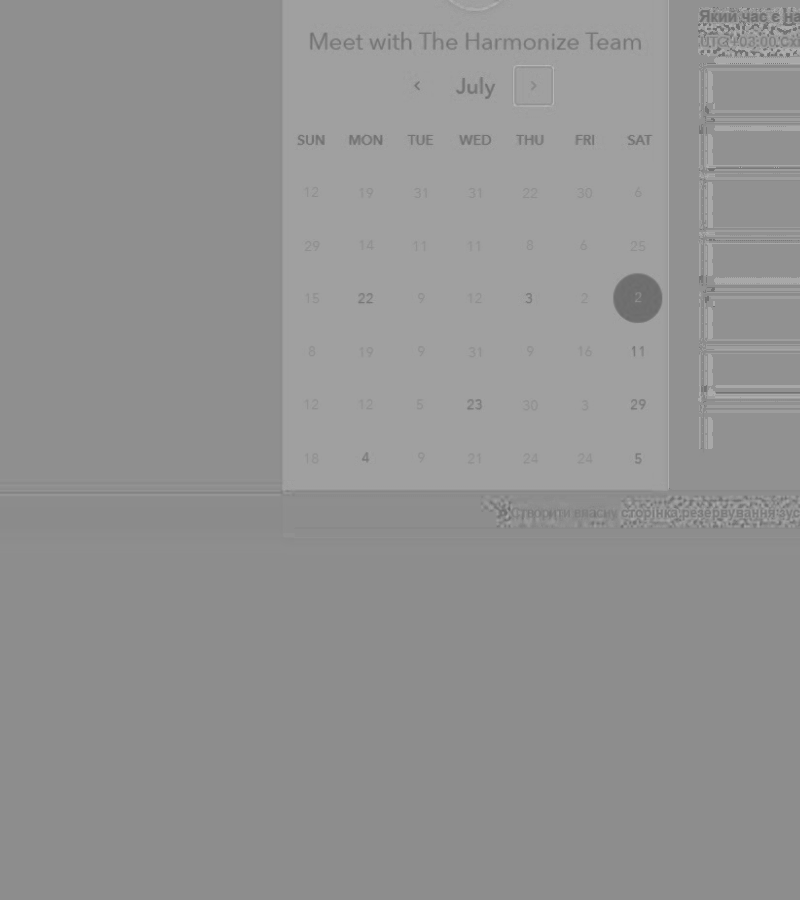 Який час є на
UTC+03:00 Схі
Meet with The Harmonize Team
July
SUN MON TUE WED THU FRI SAT
12 19 31 31 22 30 6
29 14 11 11 8 6 25
15 22 9 12 3 2 2
8 19 9 31 9 16 11
12 12 5 23 30 3 29
18 4 9 21 24 24 5
Створити власну сторінка резервування зус